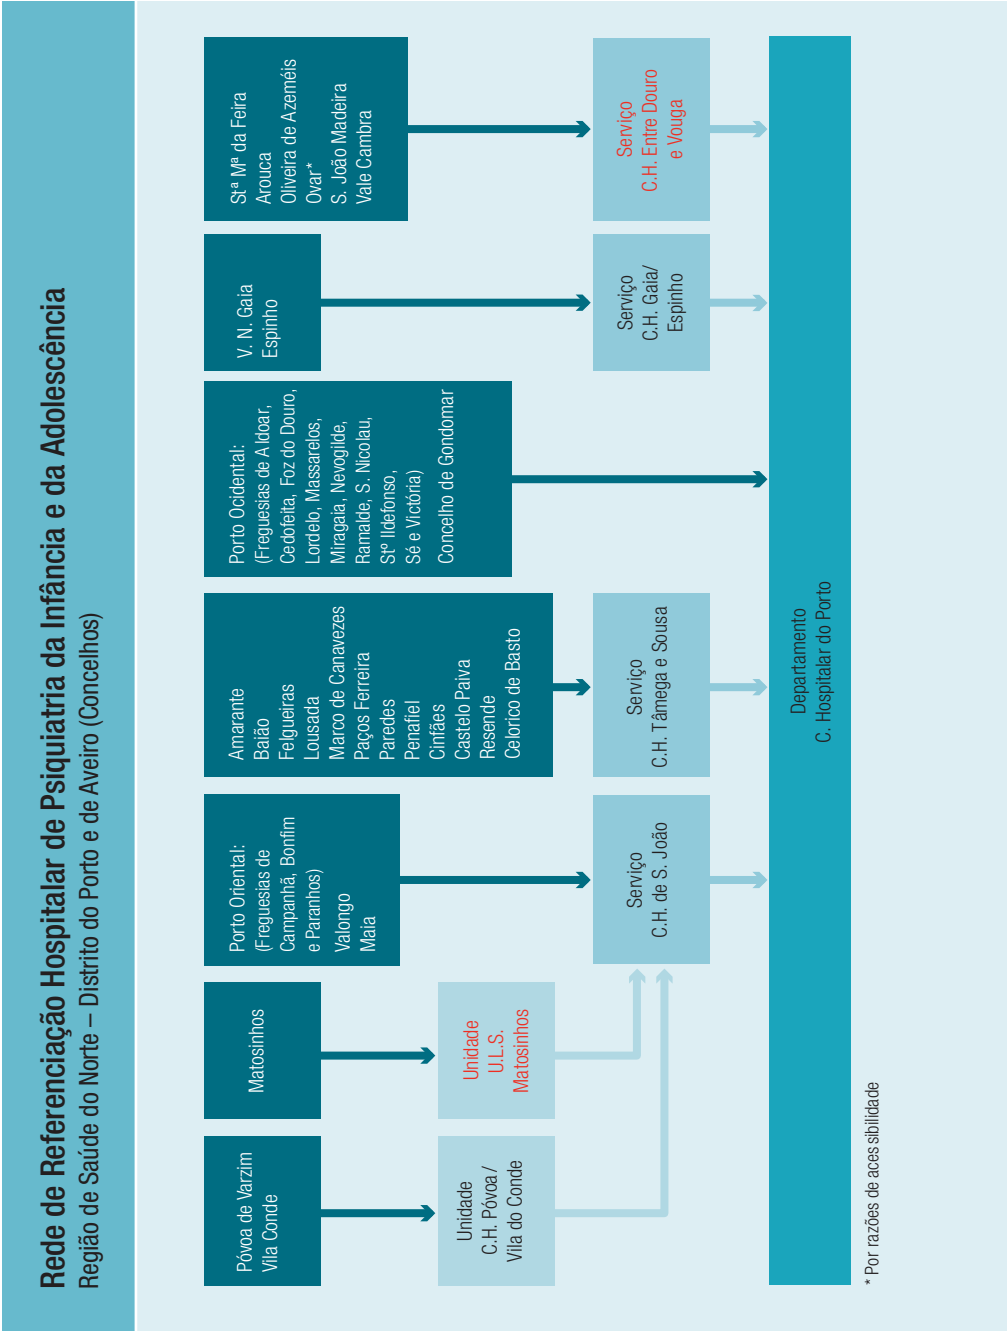 Rede de Referenciação Hospitalar de Psiquiatria da Infância e da Adolescência
Região de Saúde do Norte – Distrito do Porto e de Aveiro (Concelhos)
Póvoa de Varzim
Vila Conde
Matosinhos
Porto Oriental:
(Freguesias de
Campanhã, Bonfim
e Paranhos)
Valongo
Maia
Amarante
Baião
Felgueiras
Lousada
Marco de Canavezes
Paços Ferreira
Paredes
Penafiel
Cinfães
Castelo Paiva
Resende
Celorico de Basto
Porto Ocidental:
(Freguesias de Aldoar,
Cedofeita, Foz do Douro,
Lordelo, Massarelos,
Miragaia, Nevogilde,
Ramalde, S. Nicolau,
Stº Ildefonso,
Sé e Victória)
Concelho de Gondomar
V. N. Gaia
Espinho
Stª Mª da Feira
Arouca
Oliveira de Azeméis
Ovar*
S. João Madeira
Vale Cambra
Unidade
C.H. Póvoa/
Vila do Conde
Unidade
U.L.S.
Matosinhos
Serviço
C.H. de S. João
Serviço
C.H. Tâmega e Sousa
Serviço
C.H. Gaia/
Espinho
Serviço
C.H. Entre Douro
e Vouga
Departamento
C. Hospitalar do Porto
* Por razões de acessibilidade